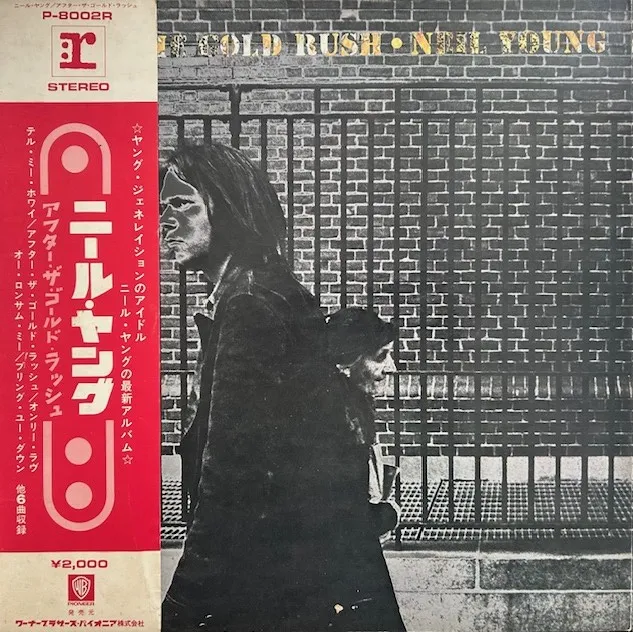 ニール・ヤング／アフター・ザ・ゴールド・ラッシュ
P-8002R
r
STEREO
GOLD RUSH • NEIL YOUNG
☆ヤング・ジェネレイションのアイドル
ニール・ヤングの最新アルバム☆
ニール・ヤング
アフター・ザ・ゴールド・ラッシュ
テル・ミー・ホワイ／アフター・ザ・ゴールド・ラッシュ／オンリー・ラヴ
オー・ロンサム・ミー／ブリング・ユー・ダウン 他6曲収録
¥2,000
WB
PIONEER
発売元
ワーナーブラザーズ・パイオニア株式会社